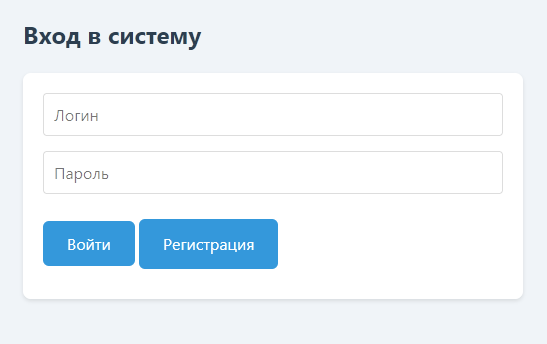 Вход в систему
Логин
Пароль
Войти Регистрация